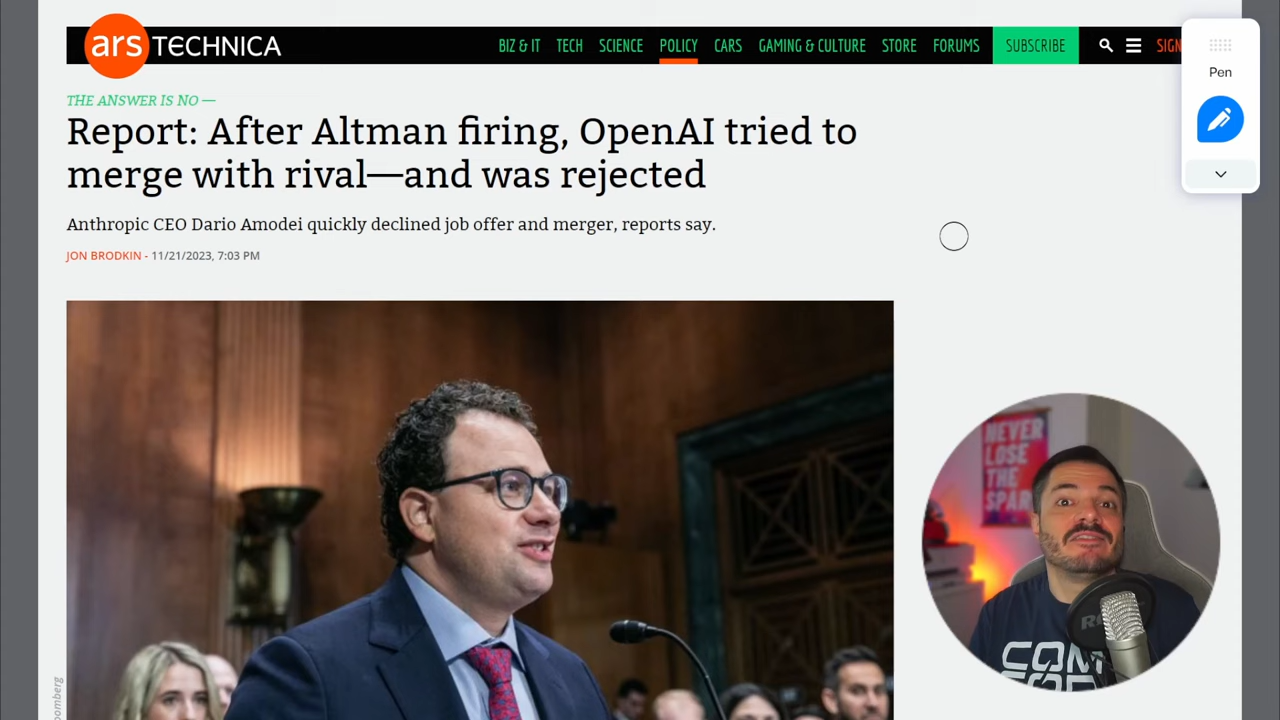 ars TECHNICA
BIZ & IT TECH SCIENCE POLICY CARS GAMING & CULTURE STORE FORUMS SUBSCRIBE SIGN
Pen
THE ANSWER IS NO —
Report: After Altman firing, OpenAI tried to
merge with rival—and was rejected
Anthropic CEO Dario Amodei quickly declined job offer and merger, reports say.
JON BRODKIN - 11/21/2023, 7:03 PM
NEVER
LOSE
THE
SPAR